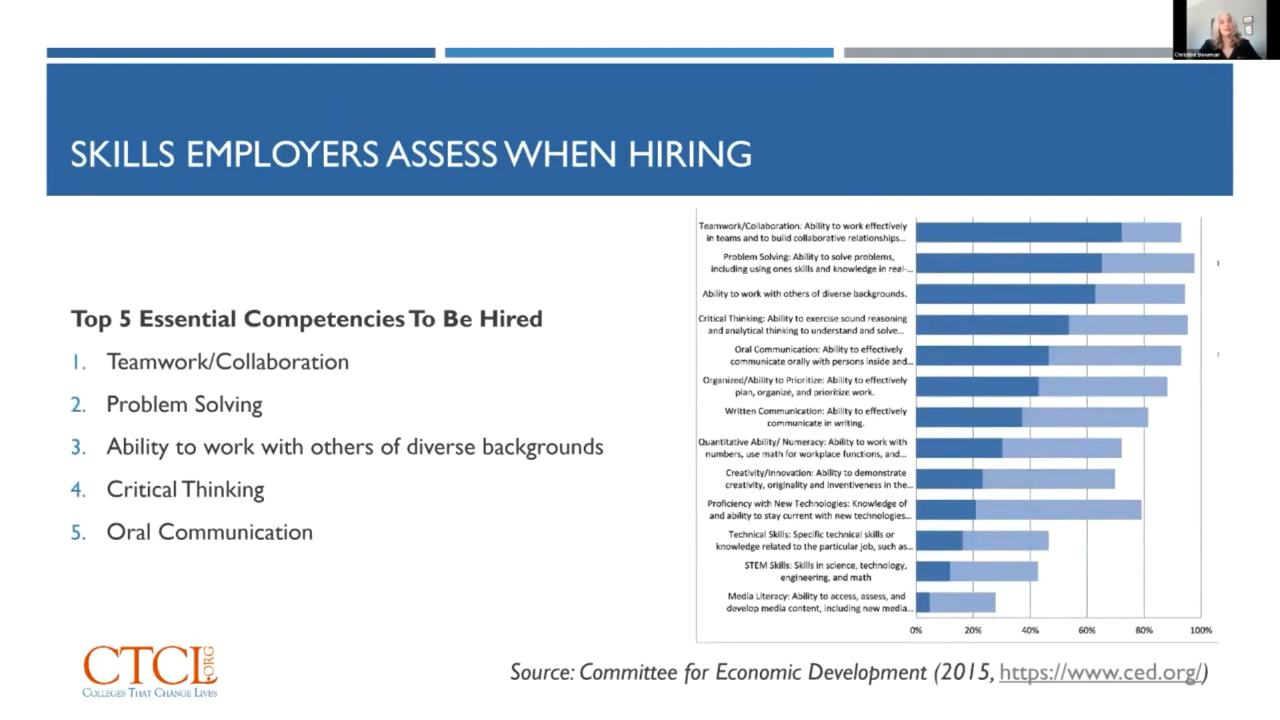 Christine Bowman
SKILLS EMPLOYERS ASSESS WHEN HIRING
Top 5 Essential Competencies To Be Hired
1. Teamwork/Collaboration
2. Problem Solving
3. Ability to work with others of diverse backgrounds
4. Critical Thinking
5. Oral Communication
Teamwork/Collaboration: Ability to work effectively
in teams and to build collaborative relationships...
Problem Solving: Ability to solve problems,
including using ones skills and knowledge in real-...
Ability to work with others of diverse backgrounds.
Critical Thinking: Ability to exercise sound reasoning
and analytical thinking to understand and solve...
Oral Communication: Ability to effectively
communicate orally with persons inside and...
Organized/Ability to Prioritize: Ability to effectively
plan, organize, and prioritize work.
Written Communication: Ability to effectively
communicate in writing.
Quantitative Ability/ Numeracy: Ability to work with
numbers, use math for workplace functions, and...
Creativity/Innovation: Ability to demonstrate
creativity, originality and inventiveness in the...
Proficiency with New Technologies: Knowledge of
and ability to stay current with new technologies...
Technical Skills: Specific technical skills or
knowledge related to the particular job, such as...
STEM Skills: Skills in science, technology,
engineering, and math
Media Literacy: Ability to access, assess, and
develop media content, including new media...
0% 20% 40% 60% 80% 100%
CTCL.ORG
COLLEGES THAT CHANGE LIVES
Source: Committee for Economic Development (2015, https://www.ced.org/)